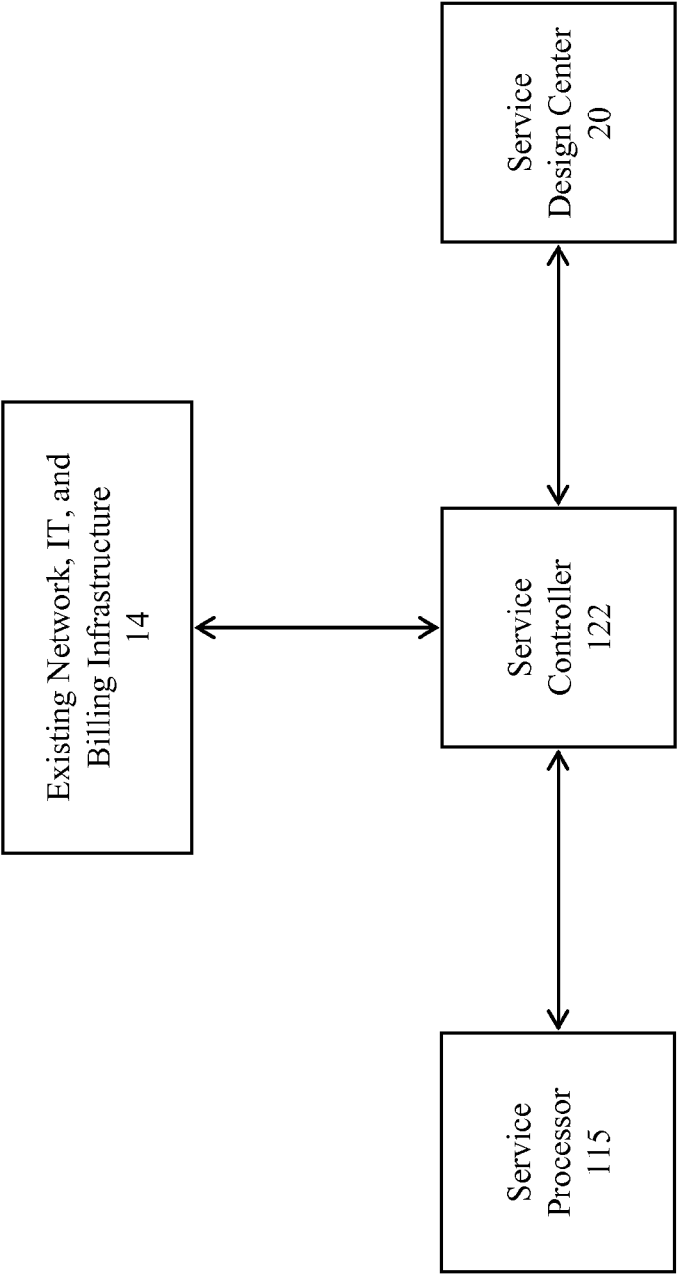 Existing Network, IT, and
Billing Infrastructure
14
Service
Processor
115
Service
Controller
122
Service
Design Center
20